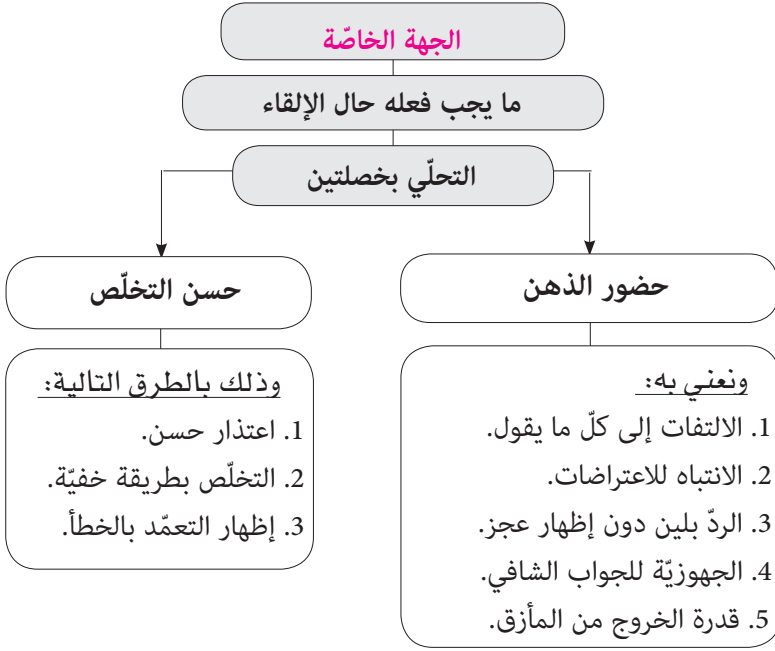 الجهة الخاصّة
ما يجب فعله حال الإلقاء
التحلّي بخصلتين
حضور الذهن
ونعني به:
1. الالتفات إلى كلّ ما يقول.
2. الانتباه للاعتراضات.
3. الردّ بلين دون إظهار عجز.
4. الجهوزيّة للجواب الشافي.
5. قدرة الخروج من المأزق.
حسن التخلّص
وذلك بالطرق التالية:
1. اعتذار حسن.
2. التخلّص بطريقة خفيّة.
3. إظهار التعمّد بالخطأ.